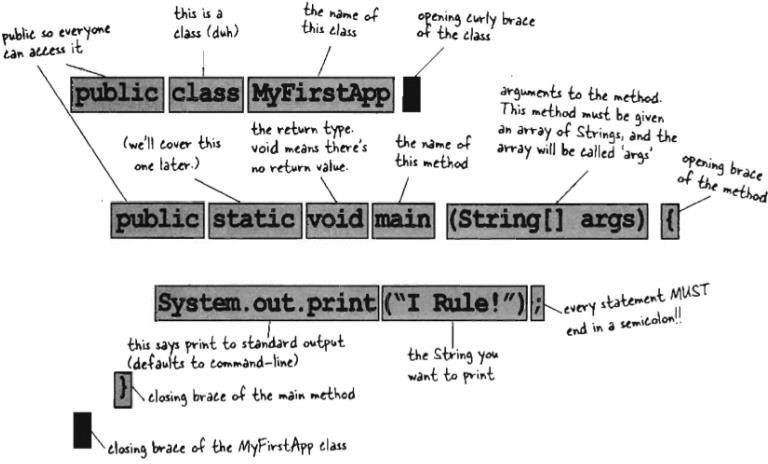 this is a
class (duh)
the name of
this class
opening curly brace
of the class
public so everyone
can access it
public class MyFirstApp
arguments to the method.
This method must be given
an array of Strings, and the
array will be called 'args'
(we'll cover this
one later.)
the return type.
void means there's
no return value.
the name of
this method
opening brace
of the method
public static void main (String[] args) {
System.out.print("I Rule!");
every statement MUST
end in a semicolon!!
this says print to standard output
(defaults to command-line)
the String you
want to print
}
closing brace of the main method
closing brace of the MyFirstApp class